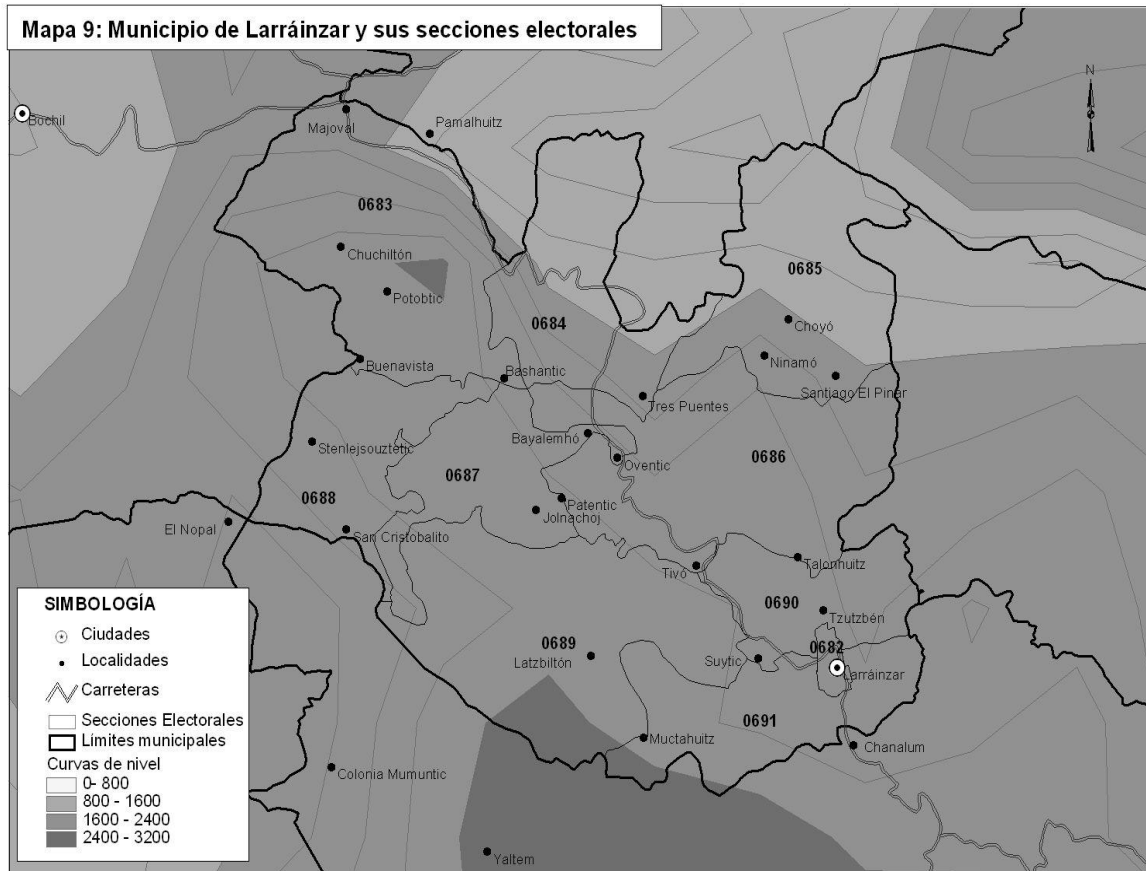 Mapa 9: Municipio de Larráinzar y sus secciones electorales
N
Bochil
Majoval
Pamalhuitz
0683
Chuchiltón
0685
Potobtic
0684
Choyó
Buenavista
Ninamó
Bashantic
Santiago El Pinar
Tres Puentes
Bayalemhó
Stenlejsouztetic
Oventic
0686
0687
0688
Patentic
Jolnachoj
El Nopal
San Cristobalito
Talonhuitz
Tivó
0690
Tzutzbén
0689
0682
Latzbiltón
Suytic
Larráinzar
0691
Muctahuitz
Chanalum
Colonia Mumuntic
Yaltem
SIMBOLOGÍA
Ciudades
Localidades
Carreteras
Secciones Electorales
Límites municipales
Curvas de nivel
0- 800
800 - 1600
1600 - 2400
2400 - 3200